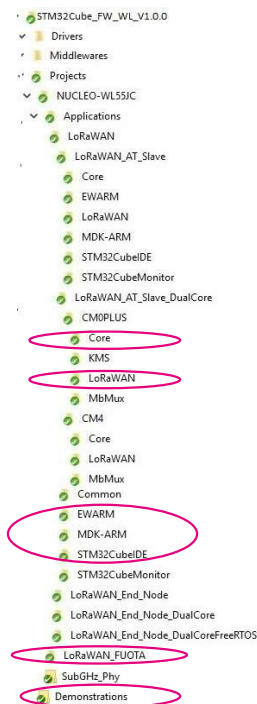 STM32Cube_FW_WL_V1.0.0
Drivers
Middlewares
Projects
NUCLEO-WL55JC
Applications
LoRaWAN
LoRaWAN_AT_Slave
Core
EWARM
LoRaWAN
MDK-ARM
STM32CubeIDE
STM32CubeMonitor
LoRaWAN_AT_Slave_DualCore
CM0PLUS
Core
KMS
LoRaWAN
MbMux
CM4
Core
LoRaWAN
MbMux
Common
EWARM
MDK-ARM
STM32CubeIDE
STM32CubeMonitor
LoRaWAN_End_Node
LoRaWAN_End_Node_DualCore
LoRaWAN_End_Node_DualCoreFreeRTOS
LoRaWAN_FUOTA
SubGHz_Phy
Demonstrations